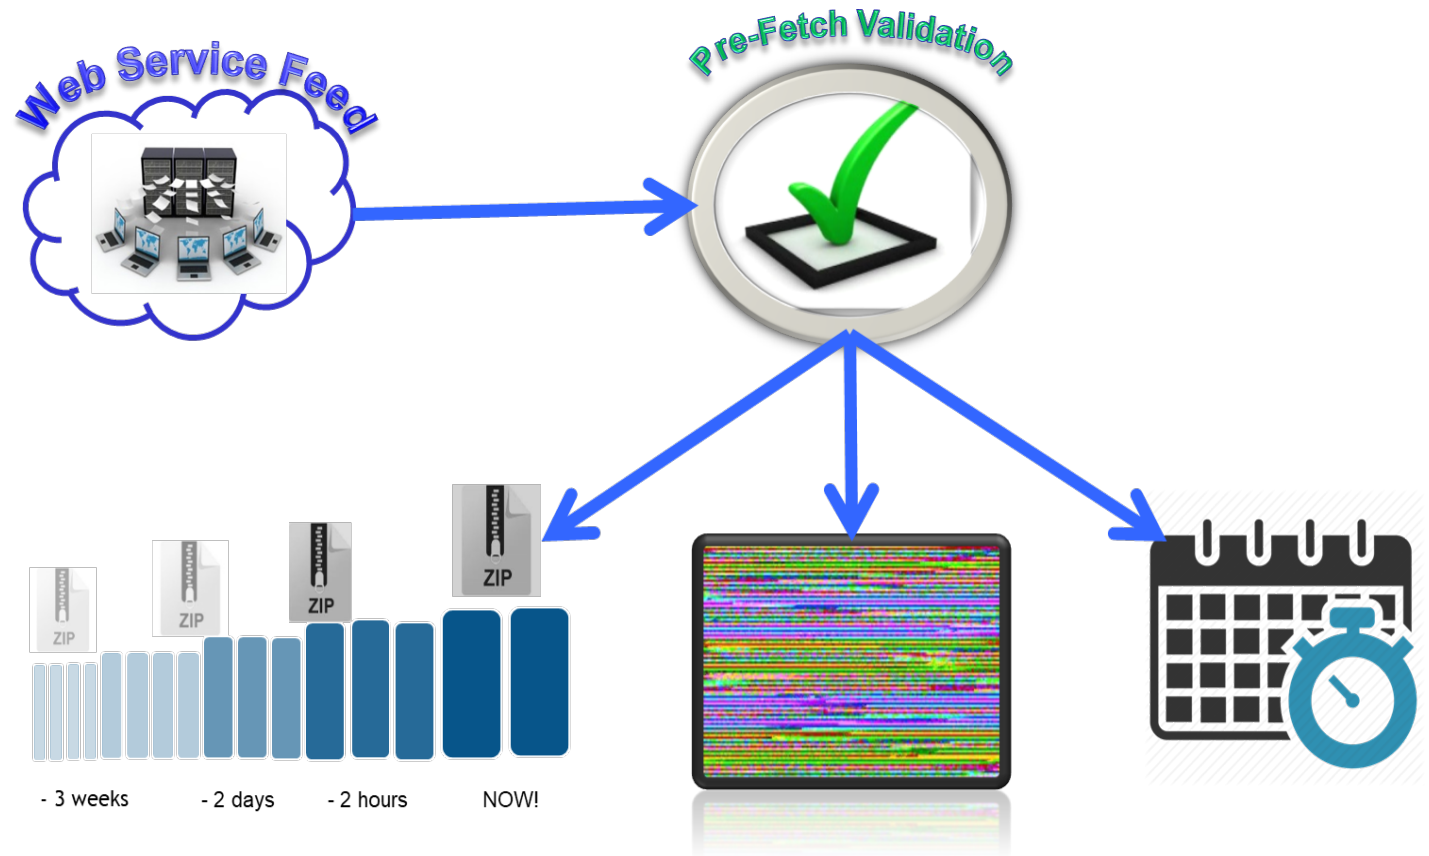 Web Service Feed
Pre-Fetch Validation
ZIP
ZIP
ZIP
ZIP
- 3 weeks
- 2 days
- 2 hours
NOW!